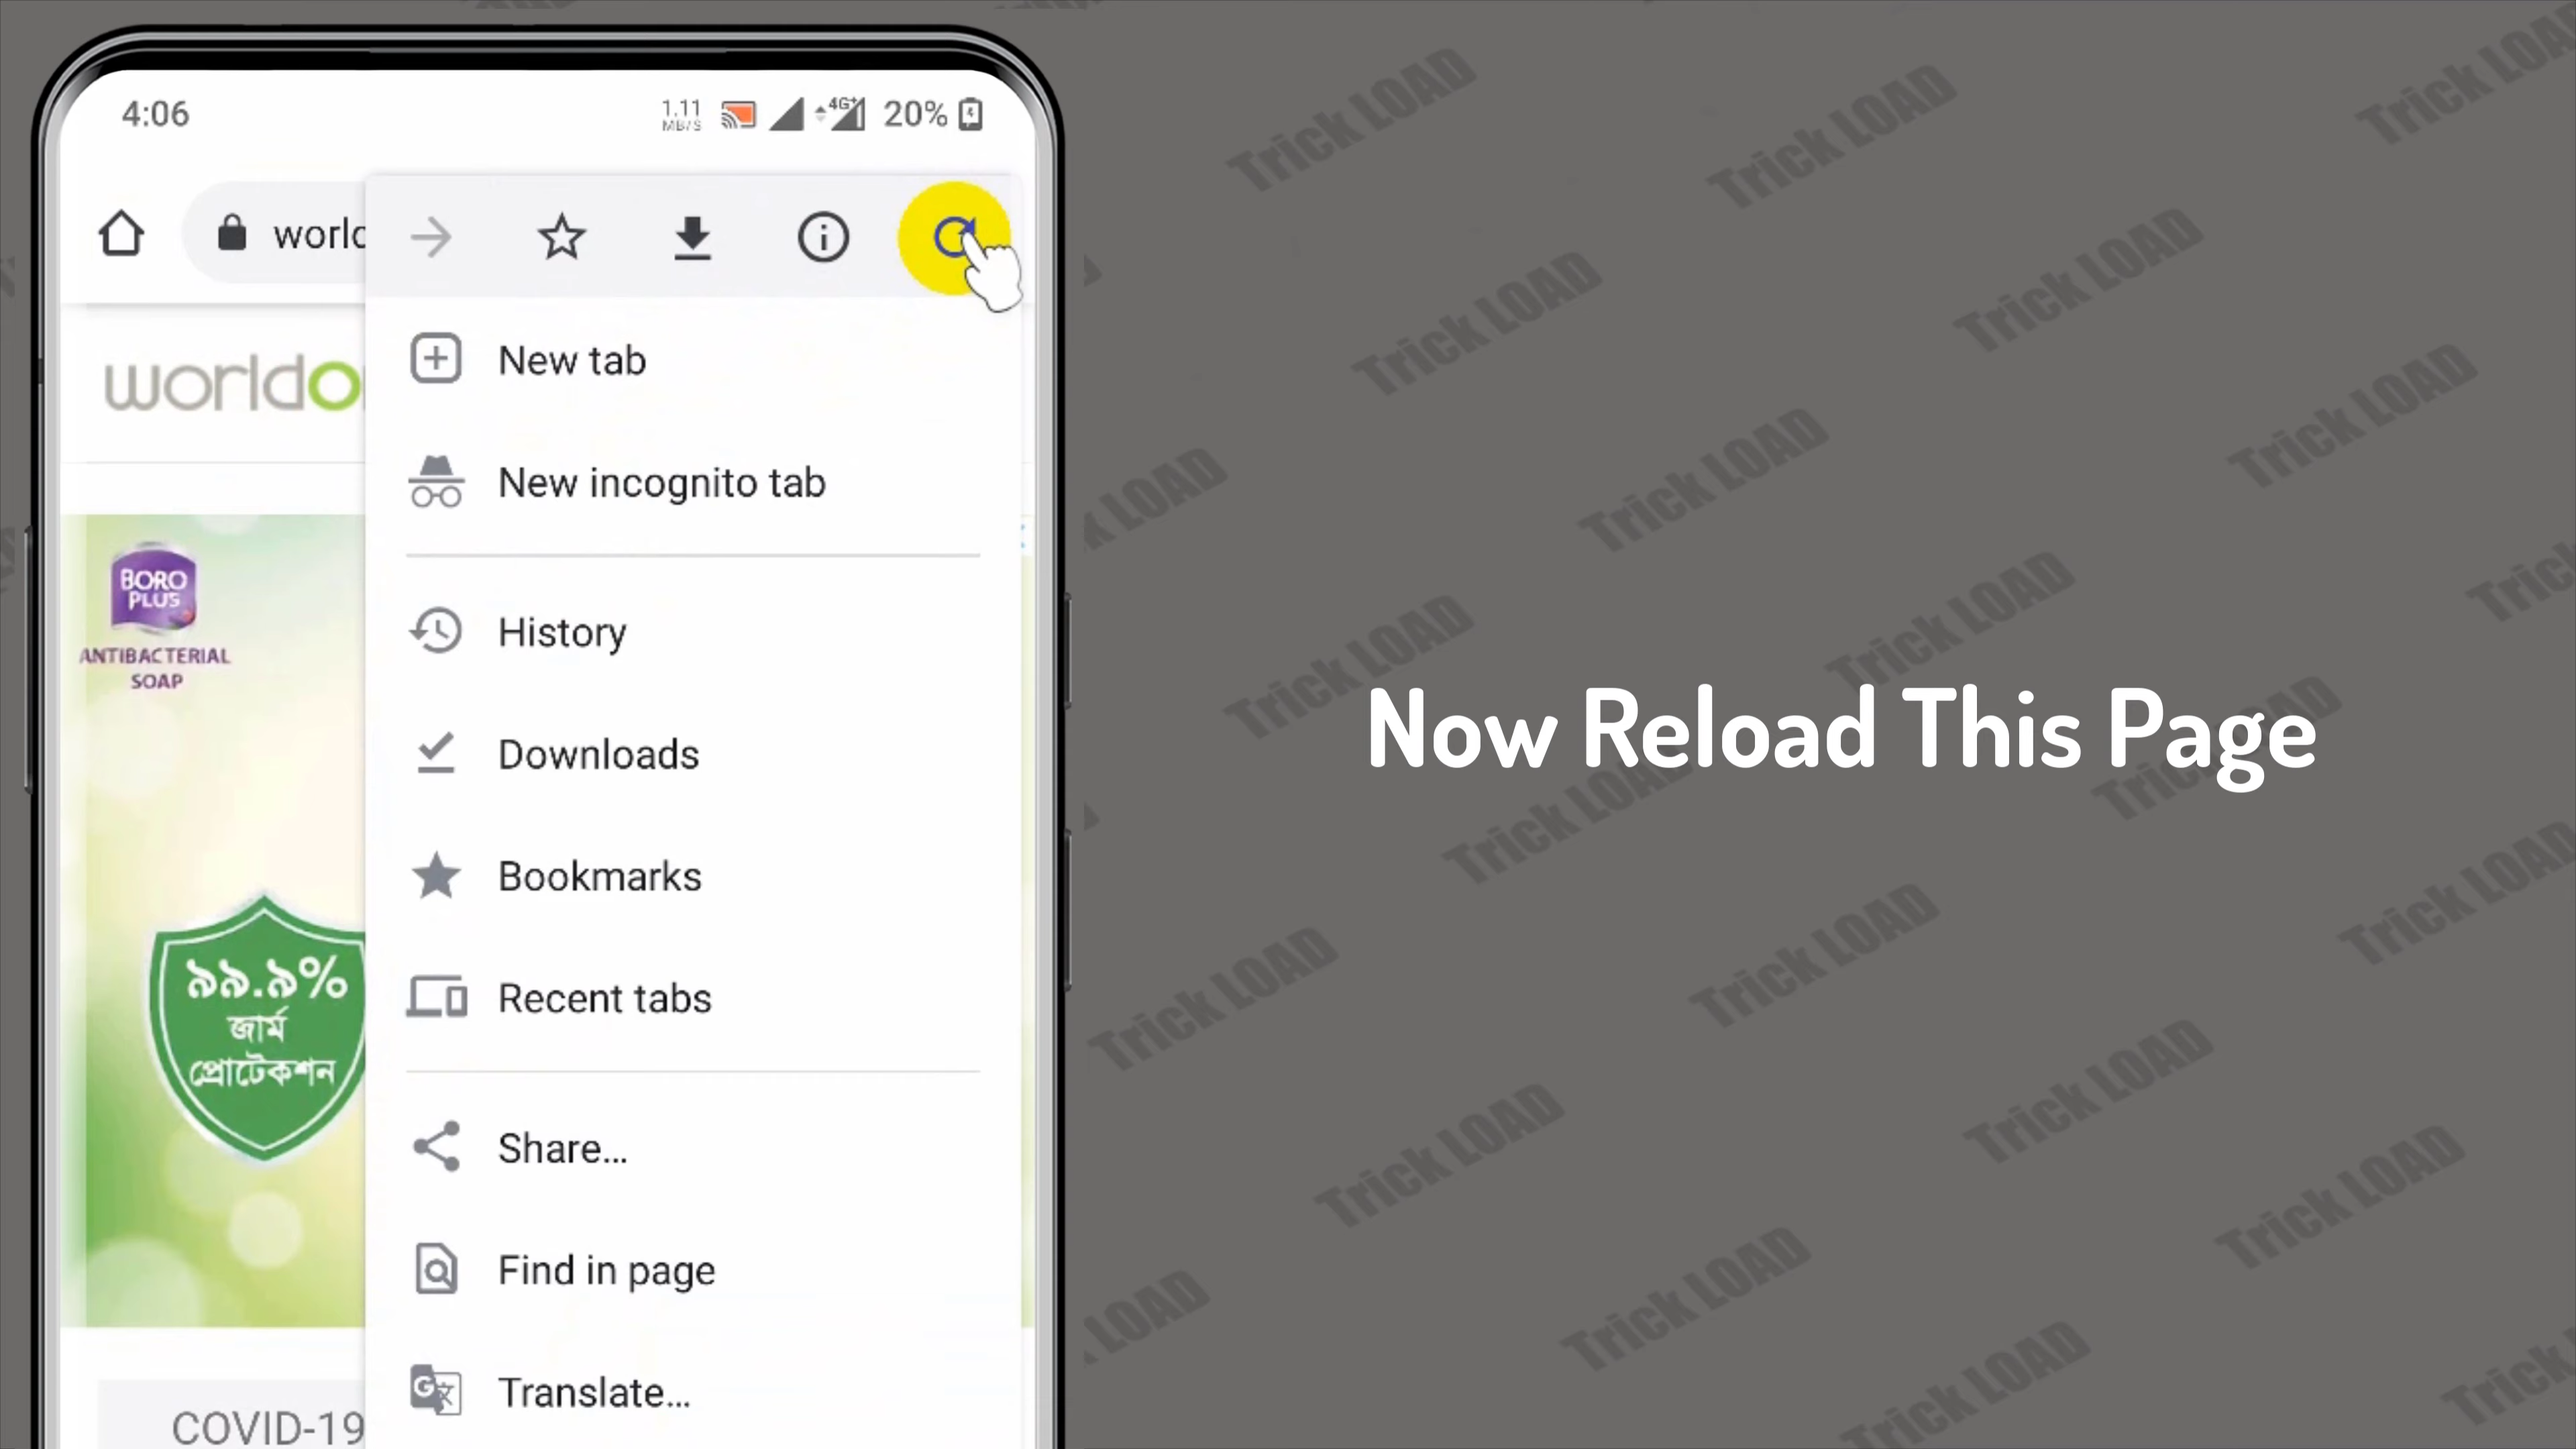 4:06
1.11
MB/S
4G+
20%
worl
New tab
New incognito tab
History
Downloads
Bookmarks
Recent tabs
Share...
Find in page
Translate...
worldo
BORO
PLUS
ANTIBACTERIAL
SOAP
৯৯.৯%
জার্ম
প্রোটেকশন
COVID-19
Now Reload This Page
Trick LOAD